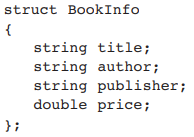 struct BookInfo
{
   string title;
   string author;
   string publisher;
   double price;
};